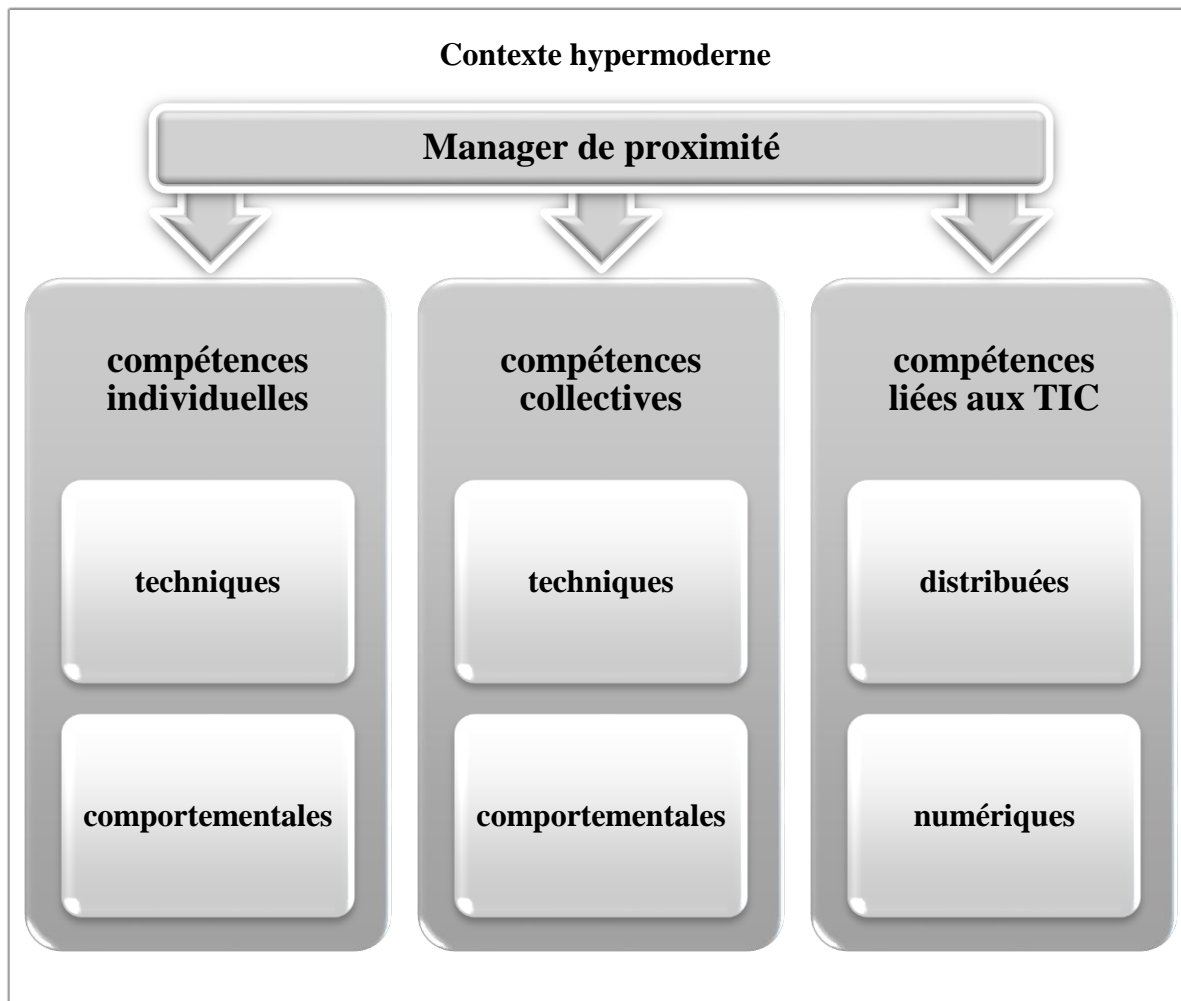 Contexte hypermoderne
Manager de proximité
compétences
individuelles
techniques
comportementales
compétences
collectives
techniques
comportementales
compétences
liées aux TIC
distribuées
numériques